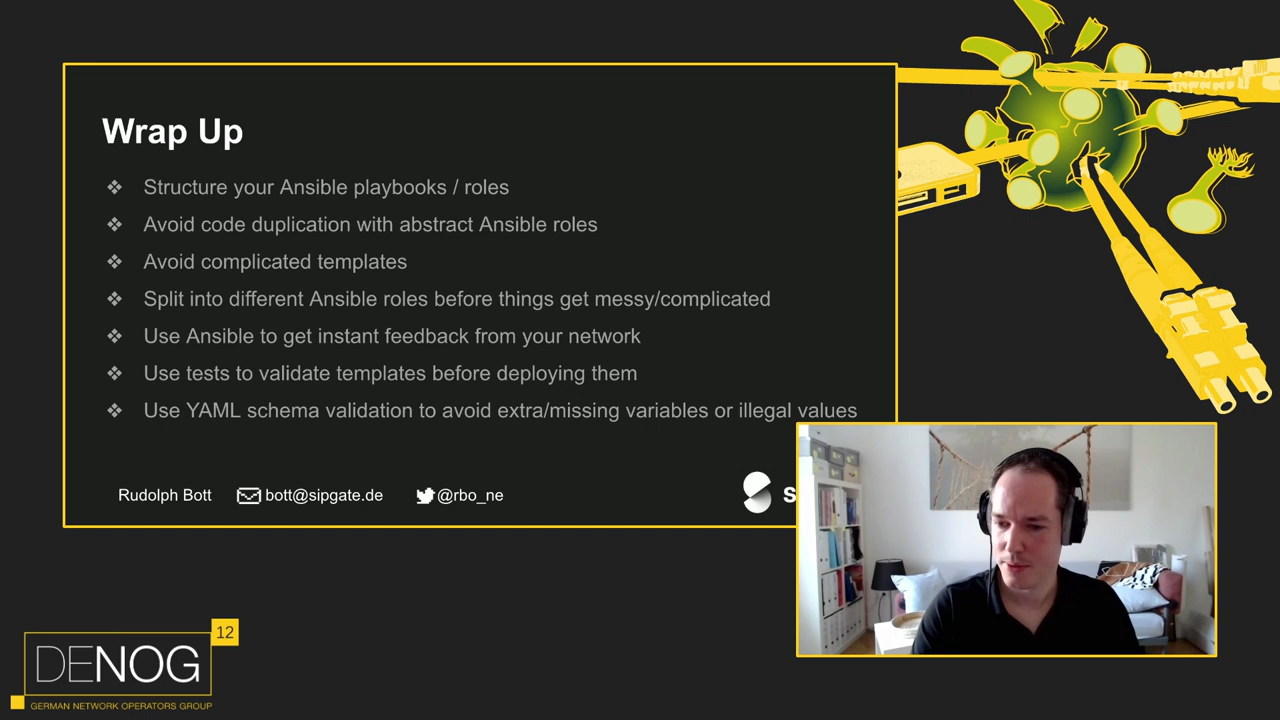 Wrap Up
❖ Structure your Ansible playbooks / roles
❖ Avoid code duplication with abstract Ansible roles
❖ Avoid complicated templates
❖ Split into different Ansible roles before things get messy/complicated
❖ Use Ansible to get instant feedback from your network
❖ Use tests to validate templates before deploying them
❖ Use YAML schema validation to avoid extra/missing variables or illegal values
Rudolph Bott bott@sipgate.de @rbo_ne
12
DENOG
GERMAN NETWORK OPERATORS GROUP